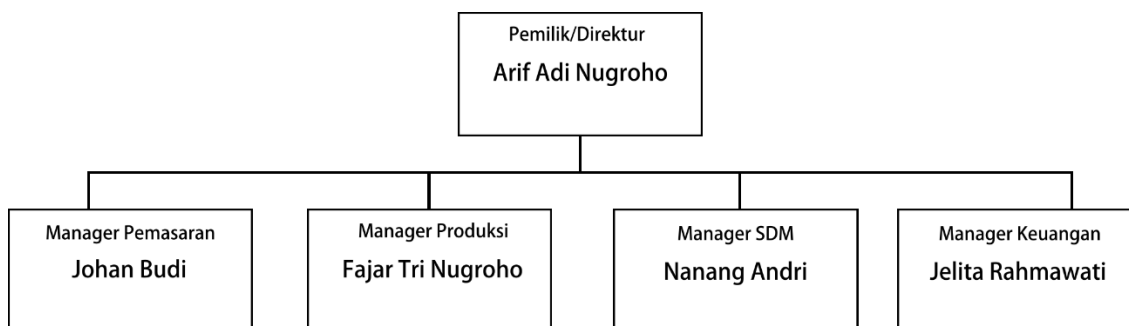 Pemilik/Direktur
Arif Adi Nugroho
Manager Pemasaran
Johan Budi
Manager Produksi
Fajar Tri Nugroho
Manager SDM
Nanang Andri
Manager Keuangan
Jelita Rahmawati